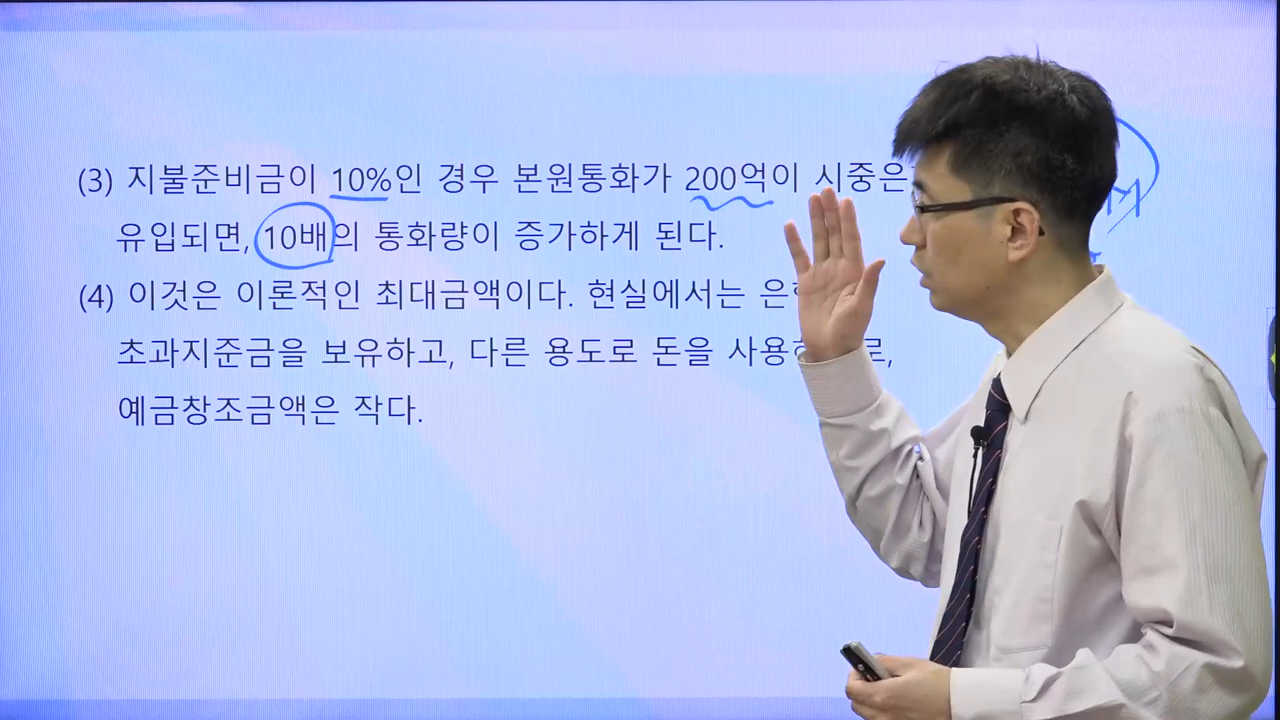 (3) 지불준비금이 10%인 경우 본원통화가 200억이 시중은
유입되면, 10배의 통화량이 증가하게 된다.
(4) 이것은 이론적인 최대금액이다. 현실에서는
초과지준금을 보유하고, 다른 용도로 돈을
예금창조금액은 작다.